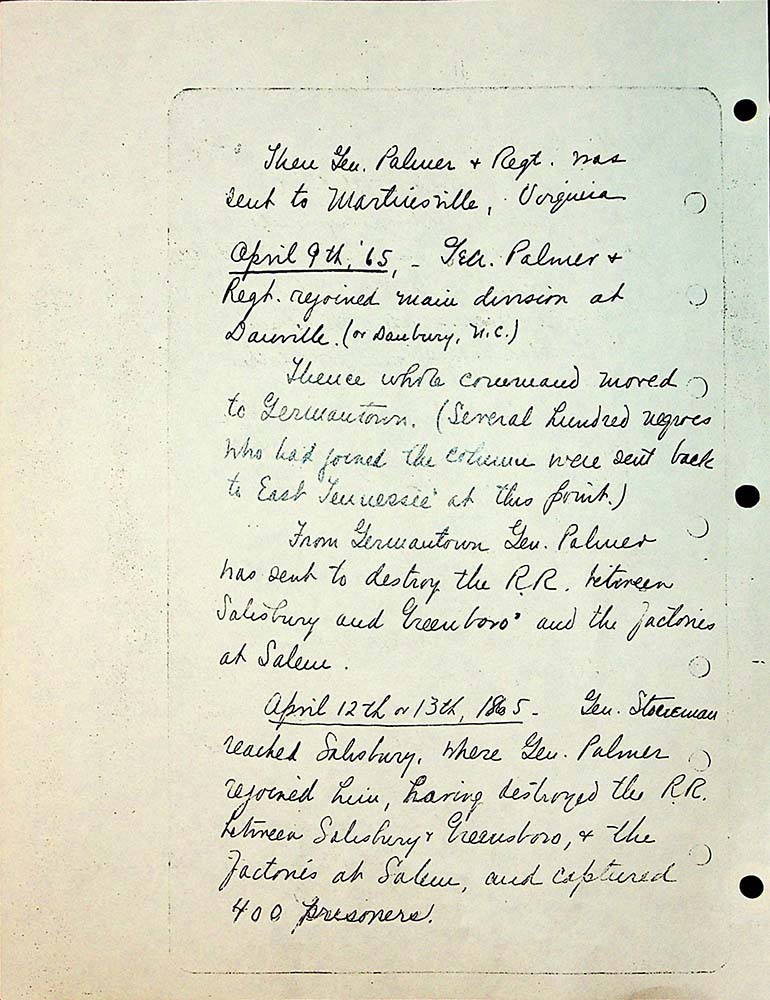 Then Gen. Palmer + Regt. was
sent to Martinsville, Virginia
April 9th, '65, - Gen. Palmer +
Regt. rejoined main division at
Danville. (or Danbury, N.C.)
Thence whole command moved
to Germantown. (Several hundred negroes
who had joined the column were sent back
to East Tennessee at this point.)
From Germantown Gen. Palmer
was sent to destroy the R.R. between
Salisbury and Greenboro' and the factories
at Salem.
April 12th or 13th, 1865 - Gen. Stoneman
reached Salisbury, where Gen. Palmer
rejoined him, having destroyed the R.R.
between Salisbury + Greensboro, + the
factories at Salem, and captured
400 prisoners.